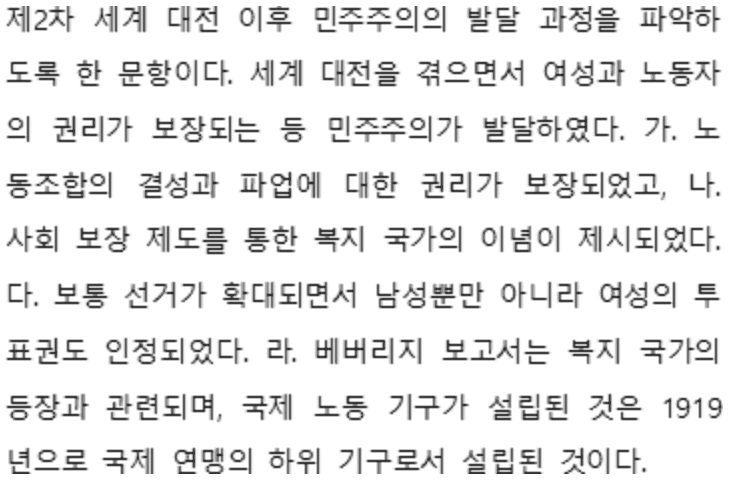 제2차 세계 대전 이후 민주주의의 발달 과정을 파악하
도록 한 문항이다. 세계 대전을 겪으면서 여성과 노동자
의 권리가 보장되는 등 민주주의가 발달하였다. 가. 노
동조합의 결성과 파업에 대한 권리가 보장되었고, 나.
사회 보장 제도를 통한 복지 국가의 이념이 제시되었다.
다. 보통 선거가 확대되면서 남성뿐만 아니라 여성의 투
표권도 인정되었다. 라. 베버리지 보고서는 복지 국가의
등장과 관련되며, 국제 노동 기구가 설립된 것은 1919
년으로 국제 연맹의 하위 기구로서 설립된 것이다.